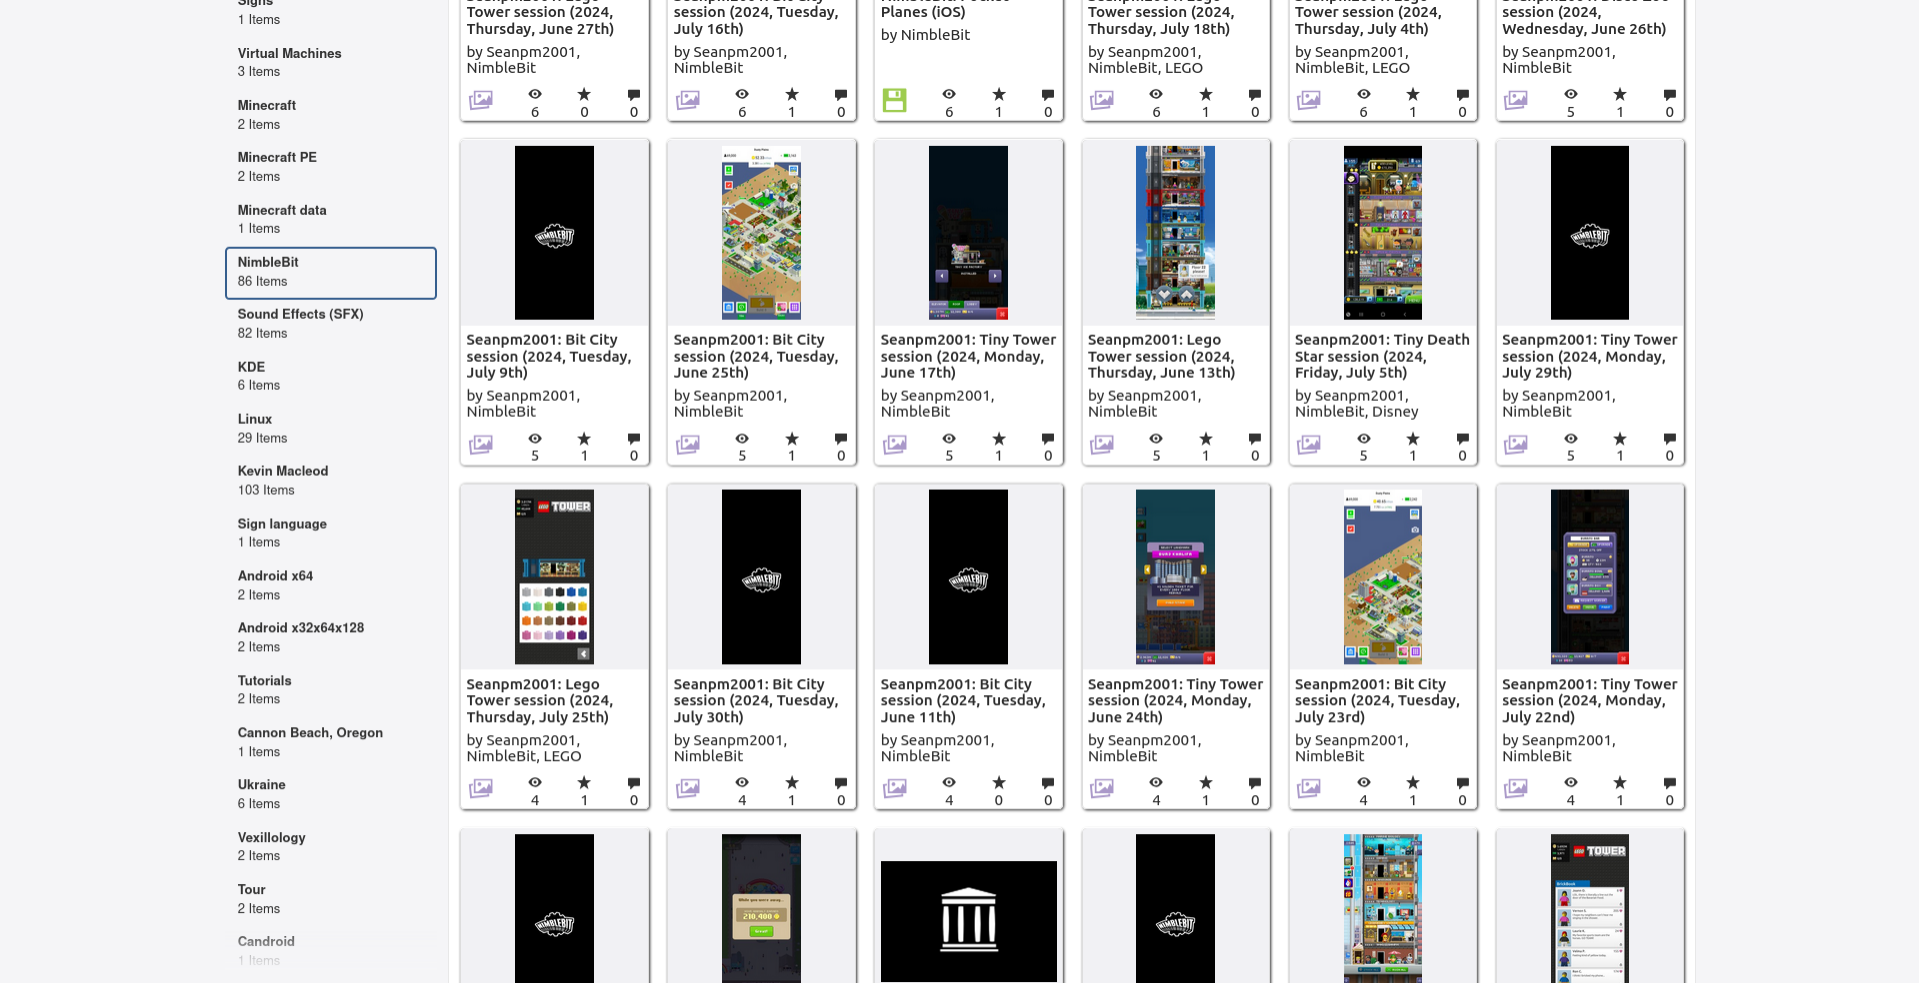 Signs
1 Items
Virtual Machines
3 Items
Minecraft
2 Items
Minecraft PE
2 Items
Minecraft data
1 Items
NimbleBit
86 Items
Sound Effects (SFX)
82 Items
KDE
6 Items
Linux
29 Items
Kevin Macleod
103 Items
Sign language
1 Items
Android x64
2 Items
Android x32x64x128
2 Items
Tutorials
2 Items
Cannon Beach, Oregon
1 Items
Ukraine
6 Items
Vexillology
2 Items
Tour
2 Items
Candroid
1 Items
Tower session (2024,
Thursday, June 27th)
by Seanpm2001,
NimbleBit
6 0 0
session (2024, Tuesday,
July 16th)
by Seanpm2001,
NimbleBit
6 1 0
Planes (iOS)
by NimbleBit
6 1 0
Tower session (2024,
Thursday, July 18th)
by Seanpm2001,
NimbleBit, LEGO
6 1 0
Tower session (2024,
Thursday, July 4th)
by Seanpm2001,
NimbleBit, LEGO
6 1 0
session (2024,
Wednesday, June 26th)
by Seanpm2001,
NimbleBit
5 1 0
NIMBLEBIT
Seanpm2001: Bit City
session (2024, Tuesday,
July 9th)
by Seanpm2001,
NimbleBit
5 1 0
Seanpm2001: Bit City
session (2024, Tuesday,
June 25th)
by Seanpm2001,
NimbleBit
5 1 0
Seanpm2001: Tiny Tower
session (2024, Monday,
June 17th)
by Seanpm2001,
NimbleBit
5 1 0
Seanpm2001: Lego
Tower session (2024,
Thursday, June 13th)
by Seanpm2001,
NimbleBit
5 1 0
Seanpm2001: Tiny Death
Star session (2024,
Friday, July 5th)
by Seanpm2001,
NimbleBit, Disney
5 1 0
NIMBLEBIT
Seanpm2001: Tiny Tower
session (2024, Monday,
July 29th)
by Seanpm2001,
NimbleBit
5 1 0
LEGO TOWER
Seanpm2001: Lego
Tower session (2024,
Thursday, July 25th)
by Seanpm2001,
NimbleBit, LEGO
4 1 0
NIMBLEBIT
Seanpm2001: Bit City
session (2024, Tuesday,
July 30th)
by Seanpm2001,
NimbleBit
4 1 0
NIMBLEBIT
Seanpm2001: Bit City
session (2024, Tuesday,
June 11th)
by Seanpm2001,
NimbleBit
4 0 0
Seanpm2001: Tiny Tower
session (2024, Monday,
June 24th)
by Seanpm2001,
NimbleBit
4 1 0
Seanpm2001: Bit City
session (2024, Tuesday,
July 23rd)
by Seanpm2001,
NimbleBit
4 1 0
Seanpm2001: Tiny Tower
session (2024, Monday,
July 22nd)
by Seanpm2001,
NimbleBit
4 1 0
NIMBLEBIT
While you were away...
210,400
NIMBLEBIT
LEGO TOWER